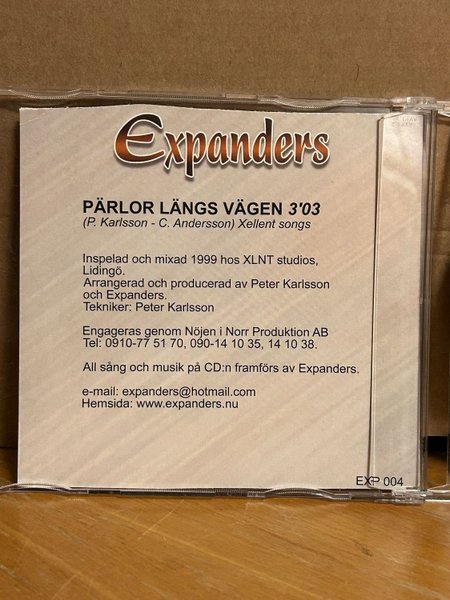 Expanders
PÄRLOR LÄNGS VÄGEN 3'03
(P. Karlsson - C. Andersson) Xellent songs
Inspelad och mixad 1999 hos XLNT studios,
Lidingö.
Arrangerad och producerad av Peter Karlsson
och Expanders.
Tekniker: Peter Karlsson
Engageras genom Nöjen i Norr Produktion AB
Tel: 0910-77 51 70, 090-14 10 35, 14 10 38.
All sång och musik på CD:n framförs av Expanders.
e-mail: expanders@hotmail.com
Hemsida: www.expanders.nu
EXP 004